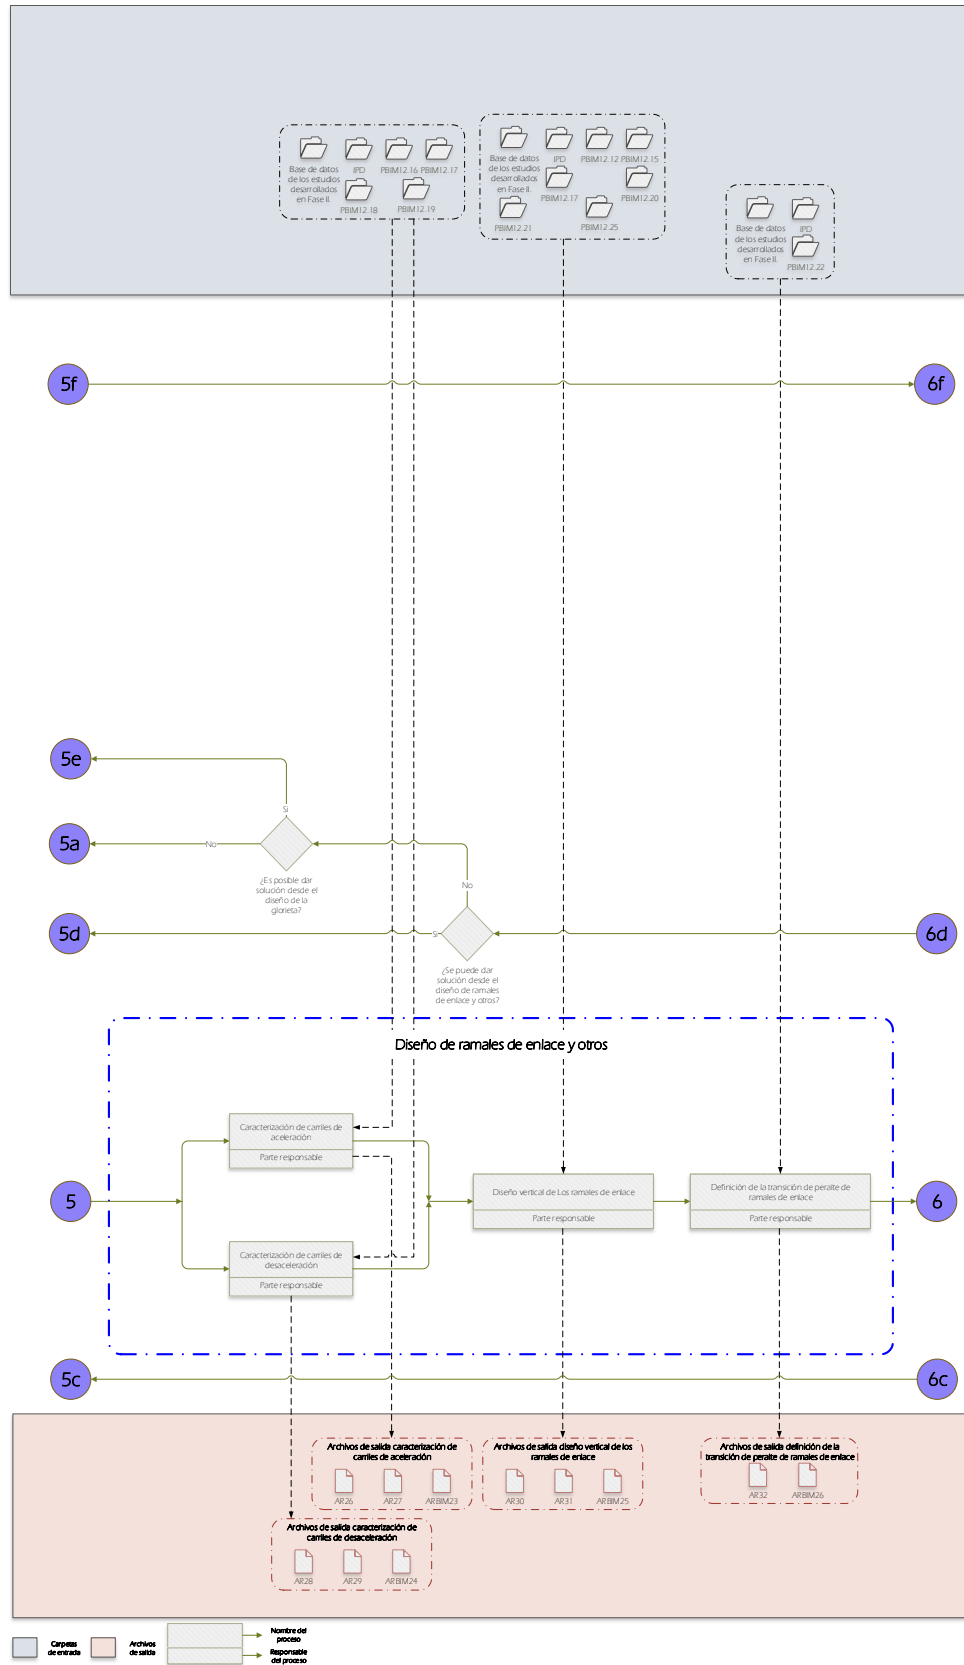 Base de datos
de los estudios
desarrollados
en Fase II.
IPD
PBIM12.16
PBIM12.17
PBIM12.18
PBIM12.19
Base de datos
de los estudios
desarrollados
en Fase II.
IPD
PBIM12.12
PBIM12.15
PBIM12.17
PBIM12.20
PBIM12.21
PBIM12.25
Base de datos
de los estudios
desarrollados
en Fase II.
IPD
PBIM12.22
5f
6f
5e
Si
5a
No
¿Es posible dar
solución desde el
diseño de la
glorieta?
No
5d
Si
6d
¿Se puede dar
solución desde el
diseño de ramales
de enlace y otros?
Diseño de ramales de enlace y otros
Caracterización de carriles de
aceleración
Parte responsable
5
Diseño vertical de Los ramales de enlace
Parte responsable
Definición de la transición de peralte de
ramales de enlace
Parte responsable
6
Caracterización de carriles de
desaceleración
Parte responsable
5c
6c
Archivos de salida caracterización de
carriles de aceleración
AR26
AR27
ARBIM23
Archivos de salida diseño vertical de los
ramales de enlace
AR30
AR31
ARBIM25
Archivos de salida definición de la
transición de peralte de ramales de enlace
AR32
ARBIM26
Archivos de salida caracterización de
carriles de desaceleración
AR28
AR29
ARBIM24
Carpetas
de entrada
Archivos
de salida
Nombre del
proceso
Responsable
del proceso